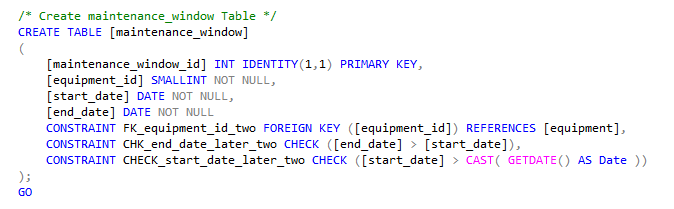 /* Create maintenance_window Table */
CREATE TABLE [maintenance_window]
(
[maintenance_window_id] INT IDENTITY(1,1) PRIMARY KEY,
[equipment_id] SMALLINT NOT NULL,
[start_date] DATE NOT NULL,
[end_date] DATE NOT NULL
CONSTRAINT FK_equipment_id_two FOREIGN KEY ([equipment_id]) REFERENCES [equipment],
CONSTRAINT CHK_end_date_later_two CHECK ([end_date] > [start_date]),
CONSTRAINT CHECK_start_date_later_two CHECK ([start_date] > CAST( GETDATE() AS Date ))
);
GO